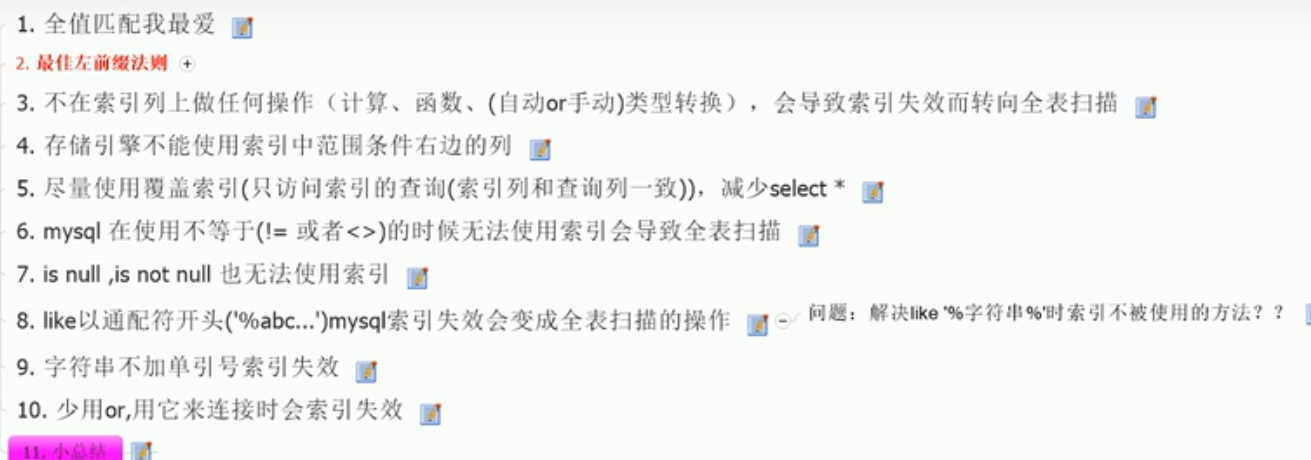 1. 全值匹配我最爱
2. 最佳左前缀法则
3. 不在索引列上做任何操作（计算、函数、(自动or手动)类型转换），会导致索引失效而转向全表扫描
4. 存储引擎不能使用索引中范围条件右边的列
5. 尽量使用覆盖索引(只访问索引的查询(索引列和查询列一致))，减少select *
6. mysql 在使用不等于(!= 或者<>)的时候无法使用索引会导致全表扫描
7. is null ,is not null 也无法使用索引
8. like以通配符开头('%abc...')mysql索引失效会变成全表扫描的操作
问题：解决like '%字符串%'时索引不被使用的方法？？
9. 字符串不加单引号索引失效
10. 少用or,用它来连接时会索引失效
11. 小总结